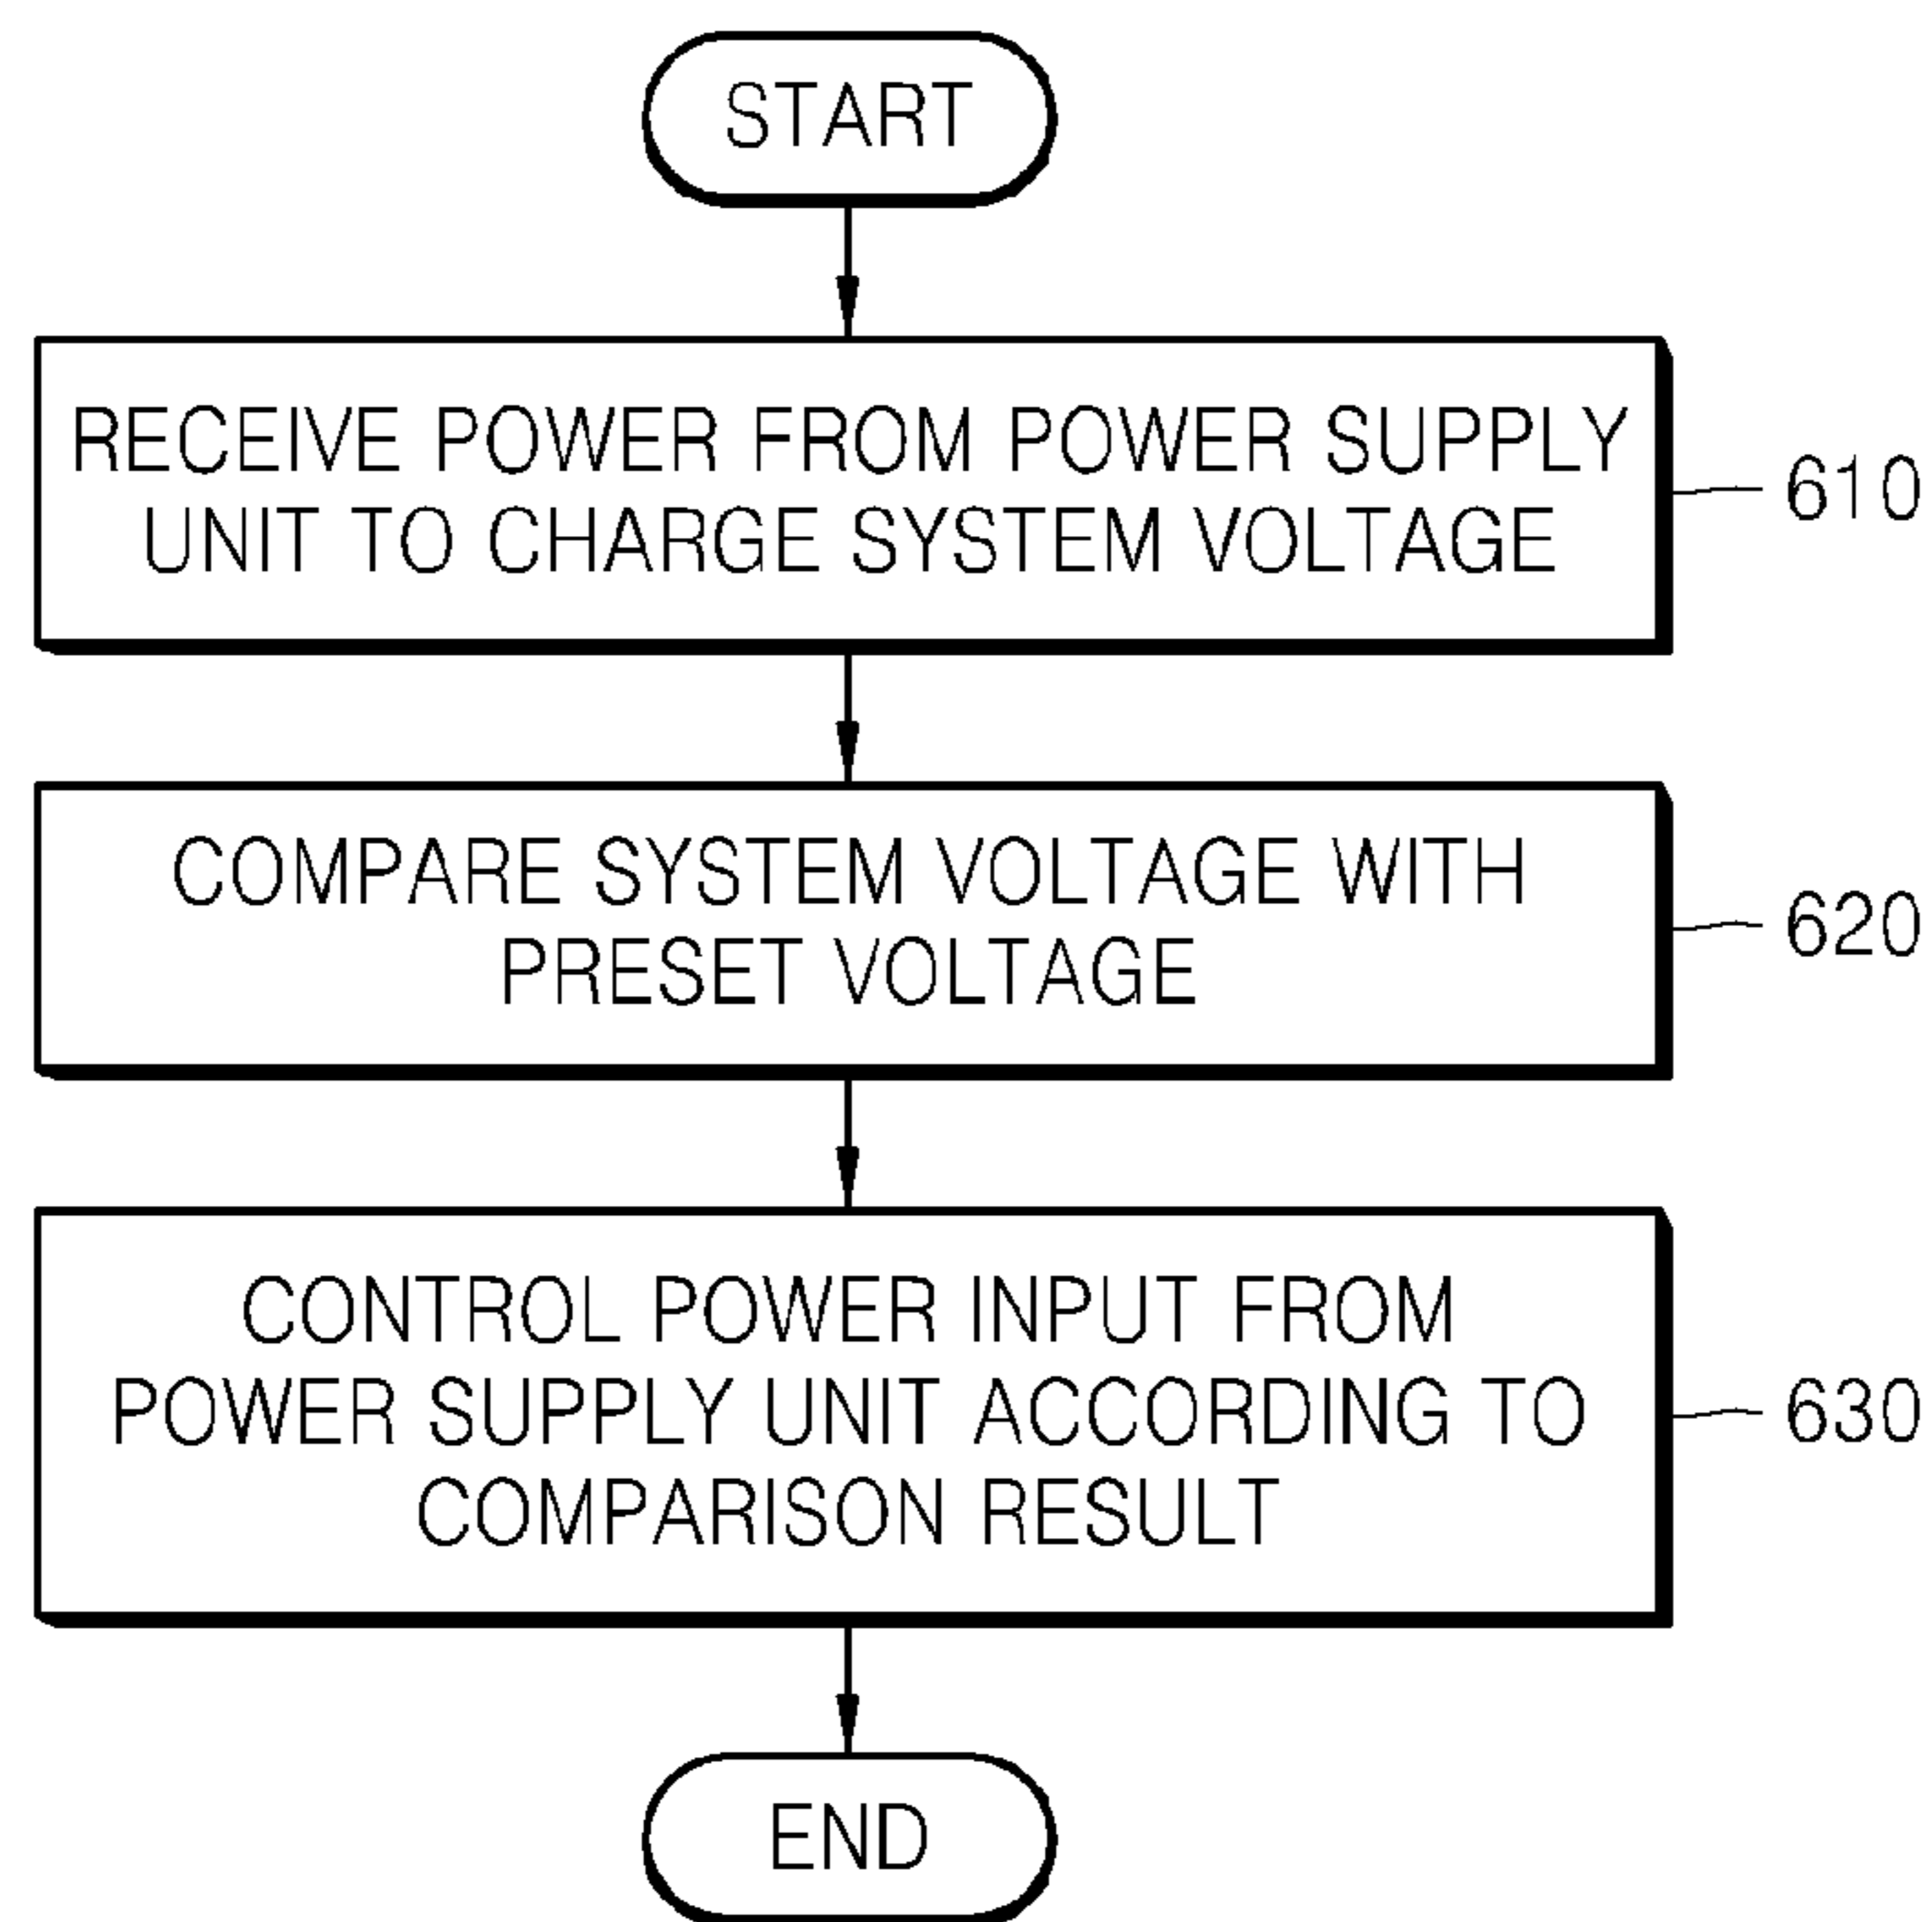 START
RECEIVE POWER FROM POWER SUPPLY
UNIT TO CHARGE SYSTEM VOLTAGE
610
COMPARE SYSTEM VOLTAGE WITH
PRESET VOLTAGE
620
CONTROL POWER INPUT FROM
POWER SUPPLY UNIT ACCORDING TO
COMPARISON RESULT
630
END